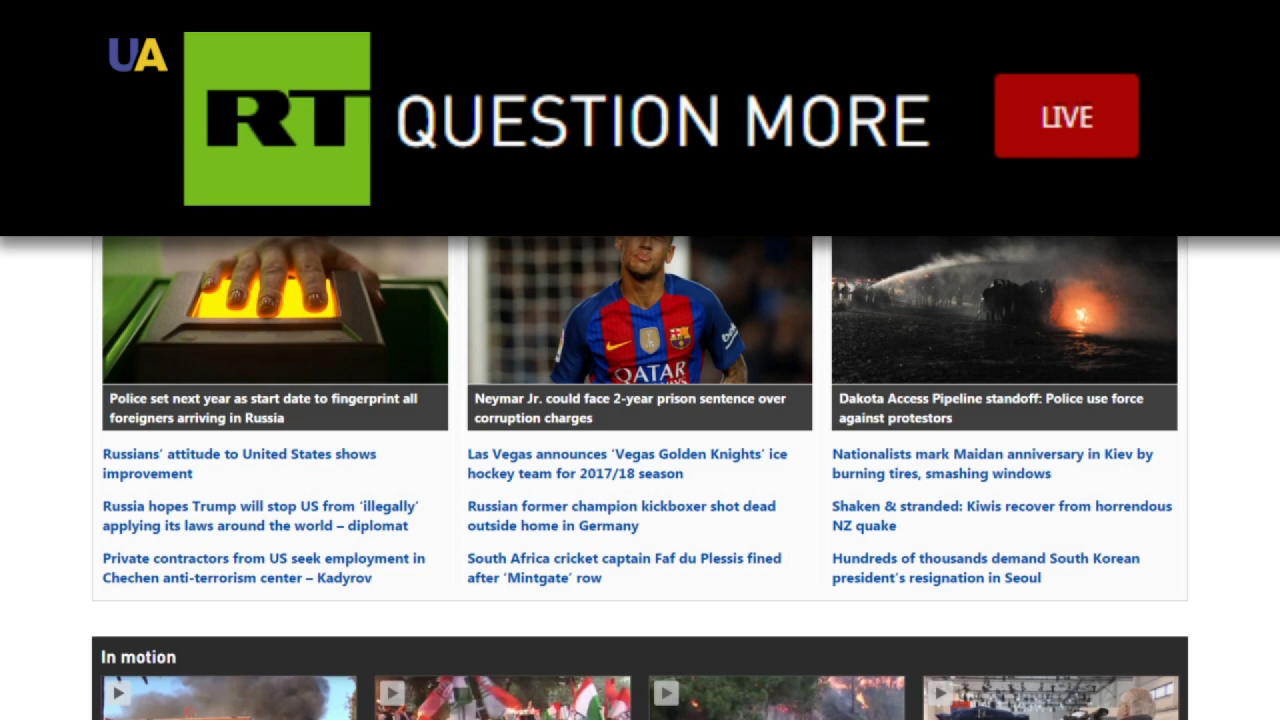 UA
RT QUESTION MORE
LIVE
QATAR
Police set next year as start date to fingerprint all
foreigners arriving in Russia
Russians’ attitude to United States shows
improvement
Russia hopes Trump will stop US from ‘illegally’
applying its laws around the world – diplomat
Private contractors from US seek employment in
Chechen anti-terrorism center – Kadyrov
Neymar Jr. could face 2-year prison sentence over
corruption charges
Las Vegas announces ‘Vegas Golden Knights’ ice
hockey team for 2017/18 season
Russian former champion kickboxer shot dead
outside home in Germany
South Africa cricket captain Faf du Plessis fined
after ‘Mintgate’ row
Dakota Access Pipeline standoff: Police use force
against protestors
Nationalists mark Maidan anniversary in Kiev by
burning tires, smashing windows
Shaken & stranded: Kiwis recover from horrendous
NZ quake
Hundreds of thousands demand South Korean
president’s resignation in Seoul
In motion